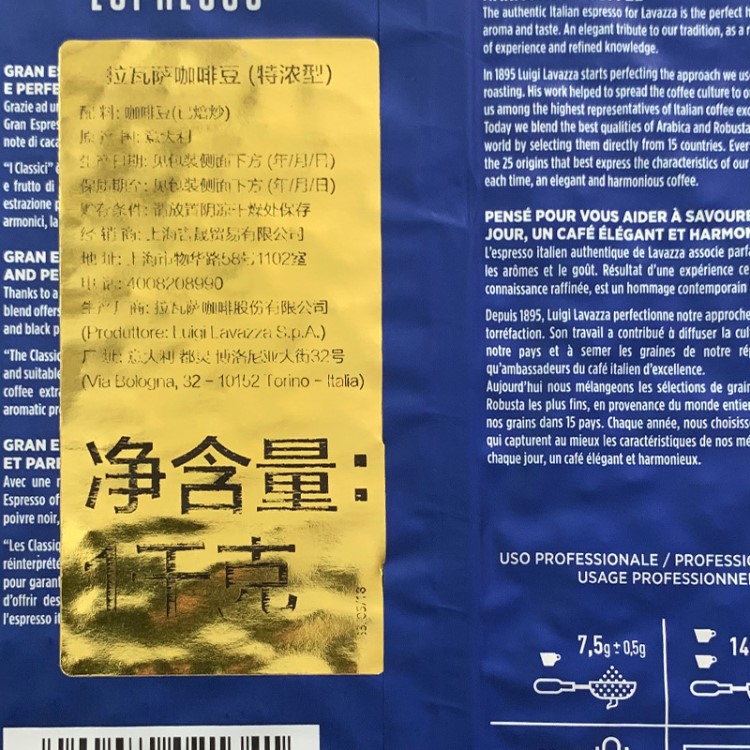 ESPRESSO
GRAN
E PERFE
Grazie ad un
Gran Espres
note di caca
"I Classici" è
e frutto di
estrazione p
armonici, la
GRAN E
AND PE
Thanks to a
blend offers
and black p
"The Classic
and suitable
coffee extra
aromatic pro
GRAN E
ET PARF
Avec une
Espresso of
poivre noir,
"Les Classiq
réinterprété
pour garant
d'offrir des
l'espresso it
拉瓦萨咖啡豆 (特浓型)
配料: 咖啡豆(已焙炒)
原产国: 意大利
生产日期: 见包装侧面下方 (年/月/日)
保质期至: 见包装侧面下方 (年/月/日)
贮存条件: 请放置阴凉干燥处保存
经销商: 上海吉晟贸易有限公司
地址: 上海市物华路58号1102室
电话: 4008208990
生产厂商: 拉瓦萨咖啡股份有限公司
(Produttore: Luigi Lavazza S.p.A.)
厂址: 意大利 都灵 博洛尼亚大街32号
(Via Bologna, 32 - 10152 Torino - Italia)
净含量:
1千克
The authentic Italian espresso for Lavazza is the perfect h
aroma and taste. An elegant tribute to our tradition, as a r
of experience and refined knowledge.
In 1895 Luigi Lavazza starts perfecting the approach we us
roasting. His work helped to spread the coffee culture to o
us among the highest representatives of Italian coffee exc
Today we blend the best qualities of Arabica and Robusta
world by selecting them directly from 15 countries. Ever
the 25 origins that best express the characteristics of our
each time, an elegant and harmonious coffee.
PENSÉ POUR VOUS AIDER À SAVOURE
JOUR, UN CAFÉ ÉLÉGANT ET HARMON
L'espresso italien authentique de Lavazza associe parfa
les arômes et le goût. Résultat d'une expérience ce
connaissance raffinée, est un hommage contemporain
Depuis 1895, Luigi Lavazza perfectionne notre approche
torréfaction. Son travail a contribué à diffuser la cul
notre pays et à semer les graines de notre ré
qu'ambassadeurs du café italien d'excellence.
Aujourd'hui nous mélangeons les sélections de grain
Robusta les plus fins, en provenance du monde entier
nos grains dans 15 pays. Chaque année, nous choisiss
qui capturent au mieux les caractéristiques de nos mé
chaque jour, un café élégant et harmonieux.
USO PROFESSIONALE / PROFESSIO
USAGE PROFESSIONNE
7,5g ± 0,5g
14